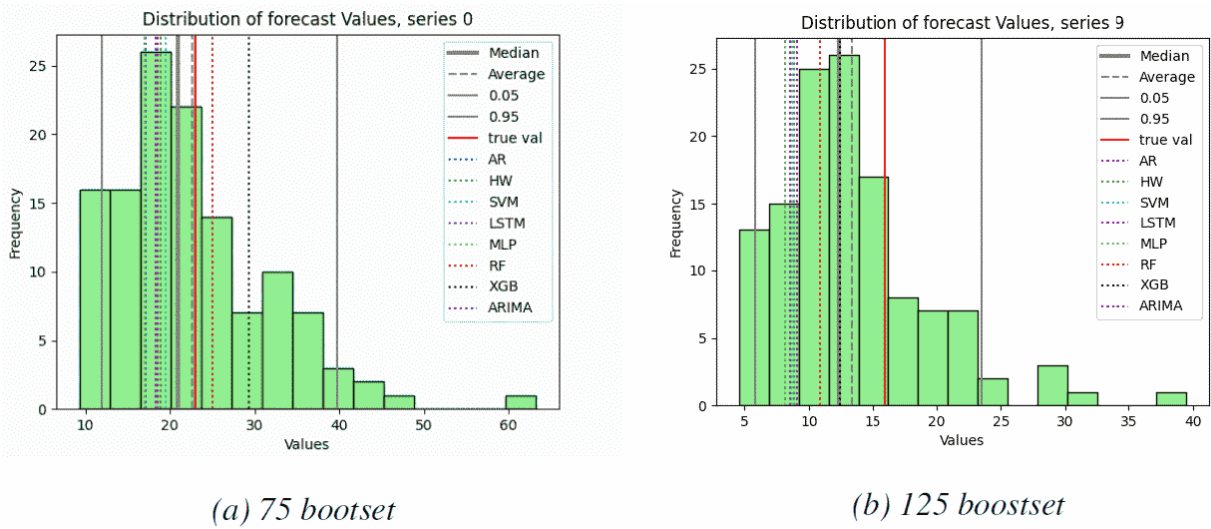 Distribution of forecast Values, series 0
Frequency
25
20
15
10
5
0
10
20
30
40
50
60
Values
Median
Average
0.05
0.95
true val
AR
HW
SVM
LSTM
MLP
RF
XGB
ARIMA
(a) 75 bootset
Distribution of forecast Values, series 9
Frequency
25
20
15
10
5
0
5
10
15
20
25
30
35
40
Values
Median
Average
0.05
0.95
true val
AR
HW
SVM
LSTM
MLP
RF
XGB
ARIMA
(b) 125 boostset